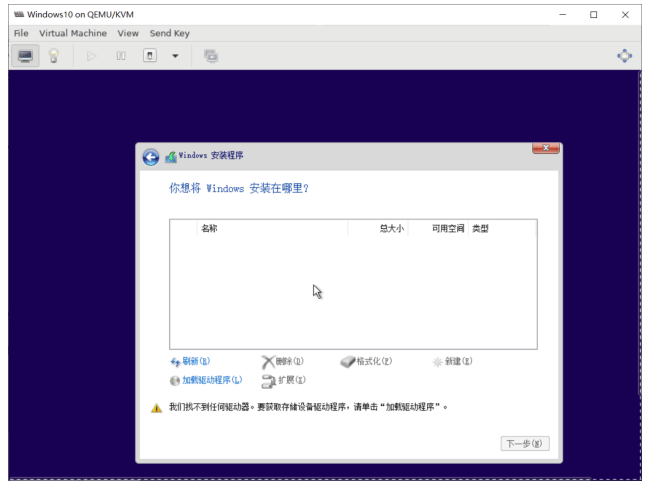 Windows10 on QEMU/KVM
File Virtual Machine View Send Key
Windows 安装程序
你想将 Windows 安装在哪里?
名称 总大小 可用空间 类型
刷新(R) 删除(D) 格式化(F) 新建(E)
加载驱动程序(L) 扩展(X)
我们找不到任何驱动器。要获取存储设备驱动程序，请单击“加载驱动程序”。
下一步(N)